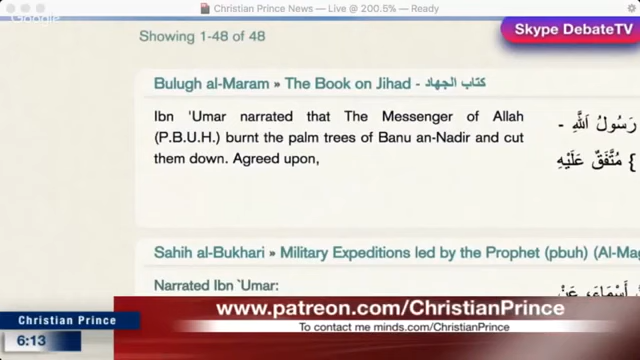 Christian Prince News — Live @ 200.5% — Ready
Google
Showing 1-48 of 48
Skype DebateTV
Bulugh al-Maram » The Book on Jihad - كتاب الجهاد
Ibn 'Umar narrated that The Messenger of Allah
(P.B.U.H.) burnt the palm trees of Banu an-Nadir and cut
them down. Agreed upon,
رَسُولُ اَللَّهِ -
} مُتَّفَقٌ عَلَيْهِ
Sahih al-Bukhari » Military Expeditions led by the Prophet (pbuh) (Al-Mag
Narrated Ibn `Umar:
أَسْمَاءَ، عَنْ
www.patreon.com/ChristianPrince
To contact me minds.com/ChristianPrince
Christian Prince
6:13